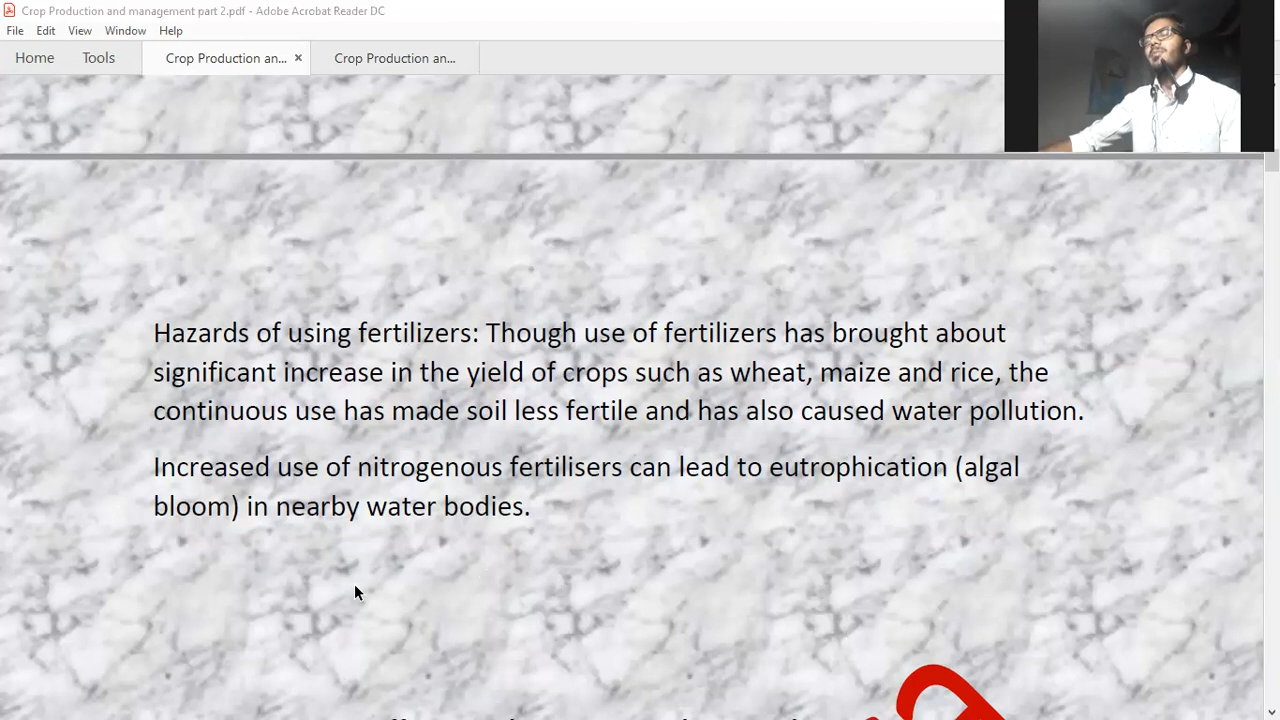 Crop Production and management part 2.pdf - Adobe Acrobat Reader DC
File Edit View Window Help
Home Tools Crop Production an... × Crop Production an...
Hazards of using fertilizers: Though use of fertilizers has brought about
significant increase in the yield of crops such as wheat, maize and rice, the
continuous use has made soil less fertile and has also caused water pollution.
Increased use of nitrogenous fertilisers can lead to eutrophication (algal
bloom) in nearby water bodies.